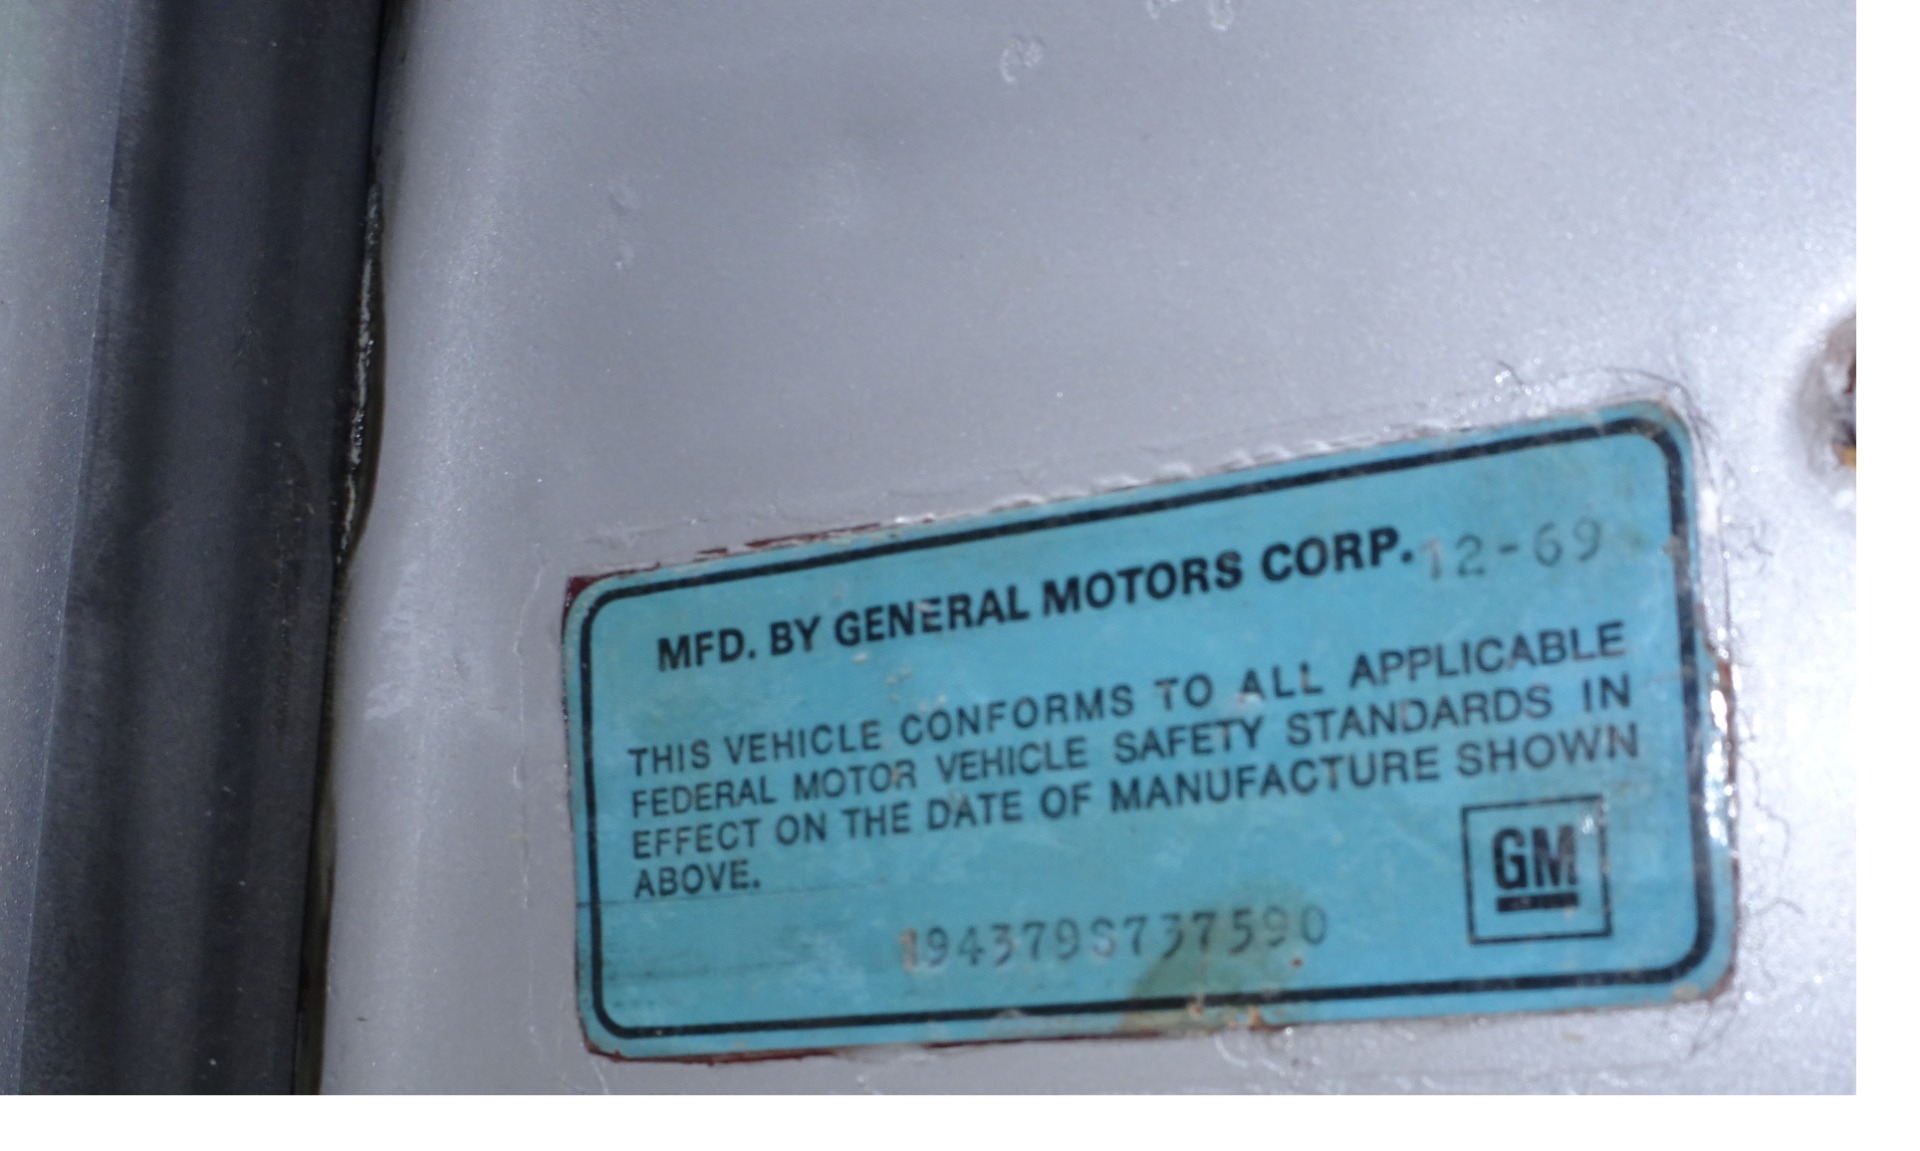 MFD. BY GENERAL MOTORS CORP. 12-69
THIS VEHICLE CONFORMS TO ALL APPLICABLE
FEDERAL MOTOR VEHICLE SAFETY STANDARDS IN
EFFECT ON THE DATE OF MANUFACTURE SHOWN
ABOVE.
194379S737590
GM